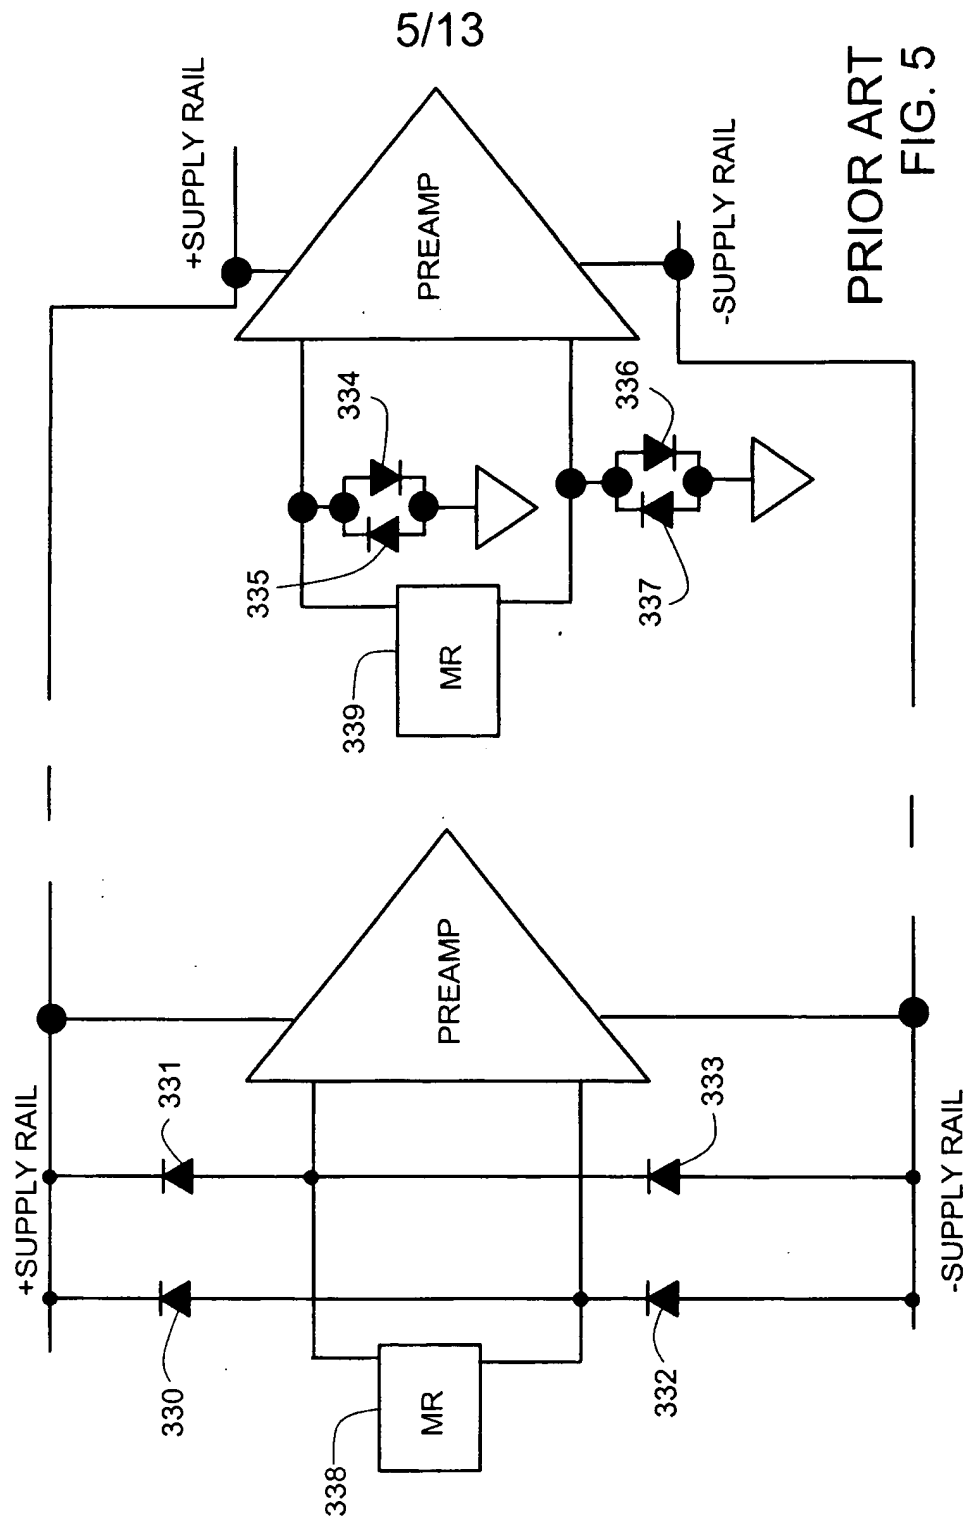 5/13
+SUPPLY RAIL
331
330
338
MR
PREAMP
332
333
-SUPPLY RAIL
+SUPPLY RAIL
334
335
339
MR
PREAMP
336
337
-SUPPLY RAIL
PRIOR ART
FIG. 5